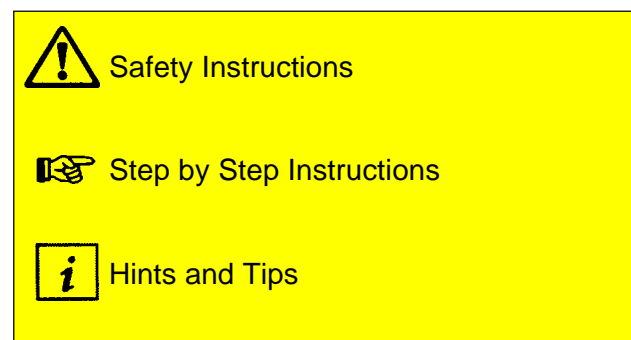 Safety Instructions
Step by Step Instructions
i Hints and Tips